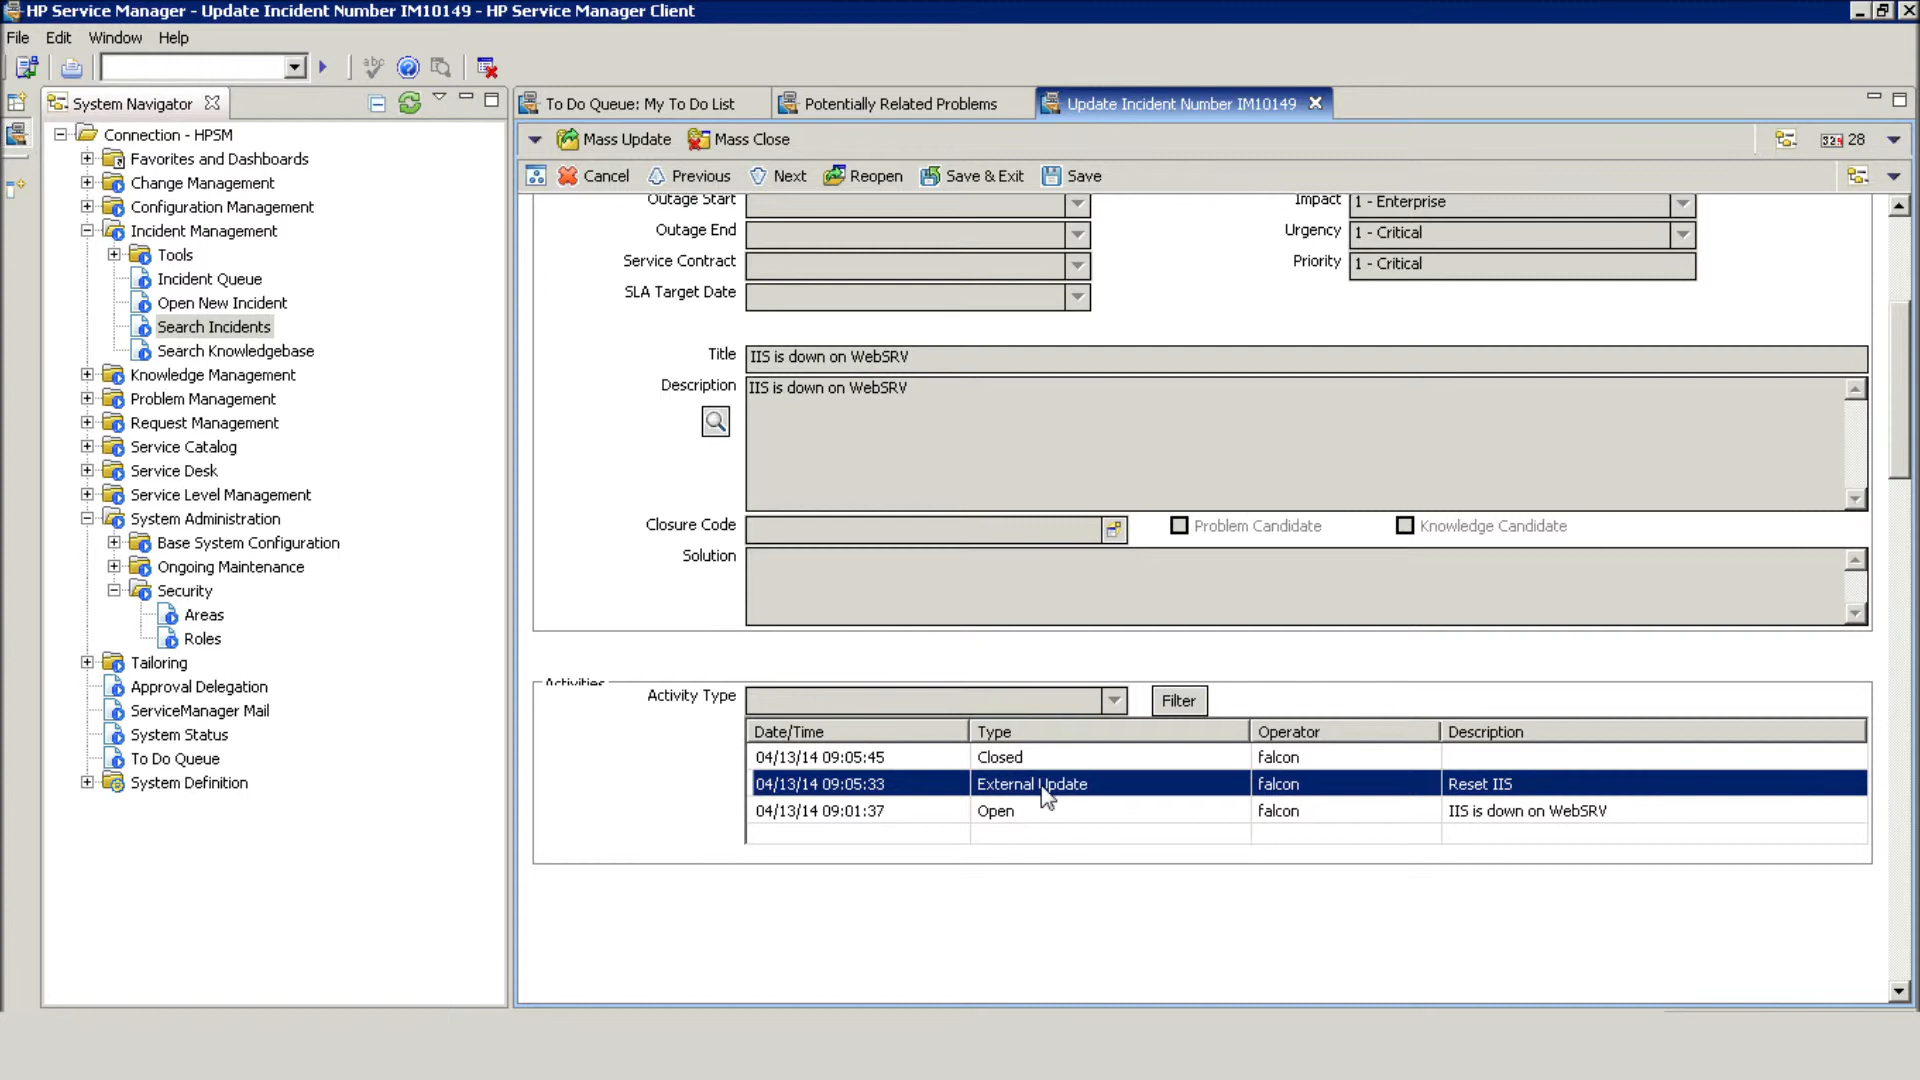 HP Service Manager - Update Incident Number IM10149 - HP Service Manager Client
File Edit Window Help
abc
System Navigator
To Do Queue: My To Do List
Potentially Related Problems
Update Incident Number IM10149
Connection - HPSM
Favorites and Dashboards
Change Management
Configuration Management
Incident Management
Tools
Incident Queue
Open New Incident
Search Incidents
Search Knowledgebase
Knowledge Management
Problem Management
Request Management
Service Catalog
Service Desk
Service Level Management
System Administration
Base System Configuration
Ongoing Maintenance
Security
Areas
Roles
Tailoring
Approval Delegation
ServiceManager Mail
System Status
To Do Queue
System Definition
Mass Update Mass Close
28
Cancel Previous Next Reopen Save & Exit Save
Outage Start
Impact 1 - Enterprise
Outage End
Urgency 1 - Critical
Service Contract
Priority 1 - Critical
SLA Target Date
Title IIS is down on WebSRV
Description IIS is down on WebSRV
Closure Code
Problem Candidate
Knowledge Candidate
Solution
Activities
Activity Type
Filter
Date/Time Type Operator Description
04/13/14 09:05:45 Closed falcon
04/13/14 09:05:33 External Update falcon Reset IIS
04/13/14 09:01:37 Open falcon IIS is down on WebSRV